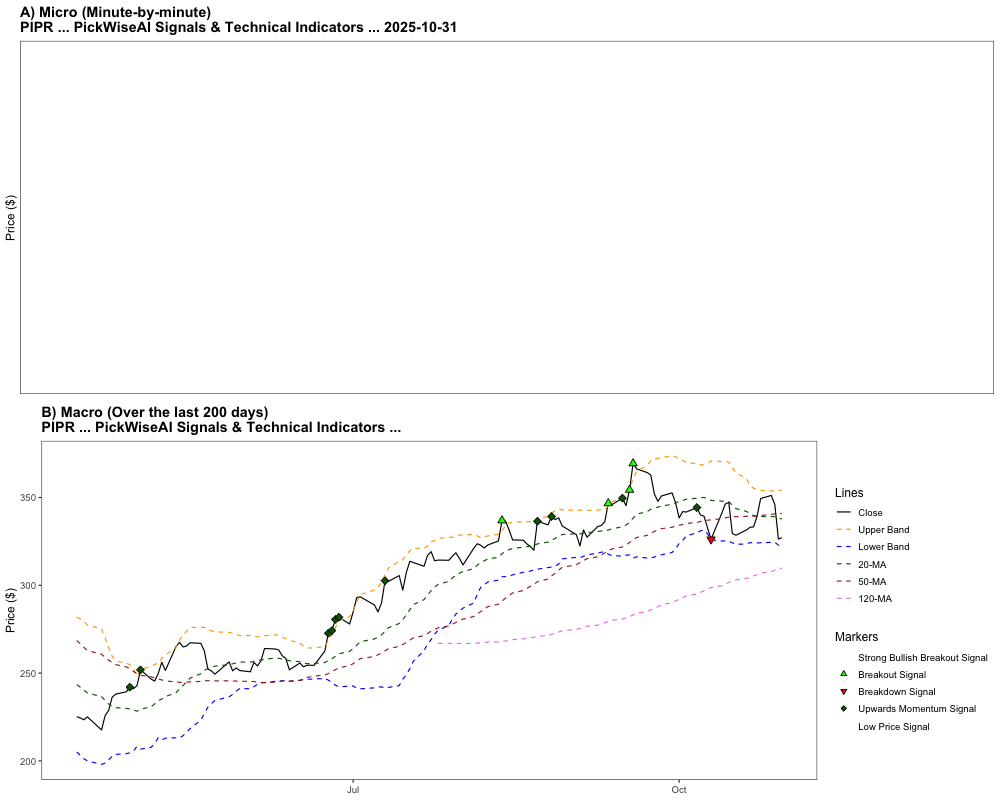 A) Micro (Minute-by-minute)
PIPR ... PickWiseAI Signals & Technical Indicators ... 2025-10-31
Price ($)
B) Macro (Over the last 200 days)
PIPR ... PickWiseAI Signals & Technical Indicators ...
Price ($)
350
300
250
200
Jul
Oct
Lines
Close
Upper Band
Lower Band
20-MA
50-MA
120-MA
Markers
Strong Bullish Breakout Signal
Breakout Signal
Breakdown Signal
Upwards Momentum Signal
Low Price Signal